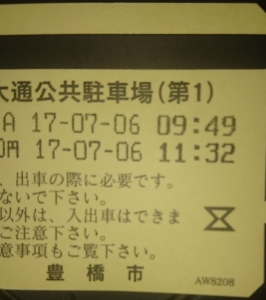 大通公共駐車場(第1)
A 17-07-06 09:49
0円 17-07-06 11:32
、出車の際に必要です。
ないで下さい。
以外は、入出車はできま
ご注意下さい。
意事項もご覧下さい。
豊橋市
AW8208